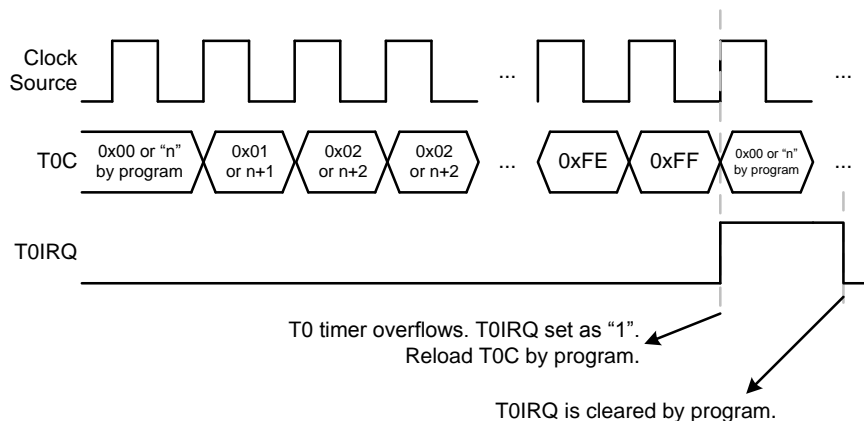 Clock
Source
... ...
T0C
0x00 or “n”
by program
0x01
or n+1
0x02
or n+2
0x02
or n+2
...
0xFE
0xFF
0x00 or “n”
by program
...
T0IRQ
T0 timer overflows. T0IRQ set as “1”.
Reload T0C by program.
T0IRQ is cleared by program.